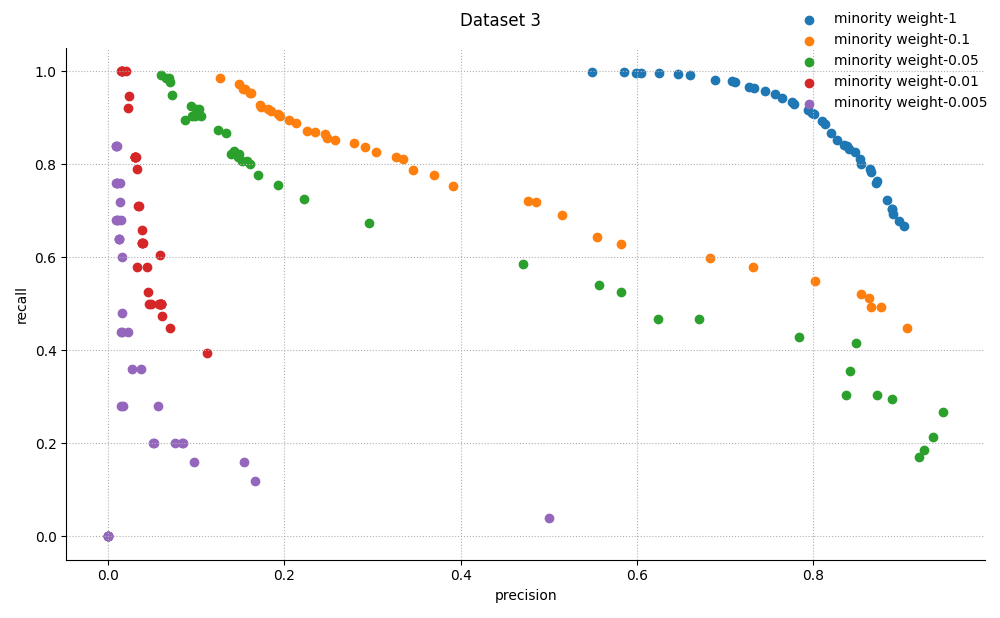 Dataset 3
minority weight-1
minority weight-0.1
minority weight-0.05
minority weight-0.01
minority weight-0.005
1.0
0.8
0.6
0.4
0.2
0.0
recall
0.0 0.2 0.4 0.6 0.8
precision